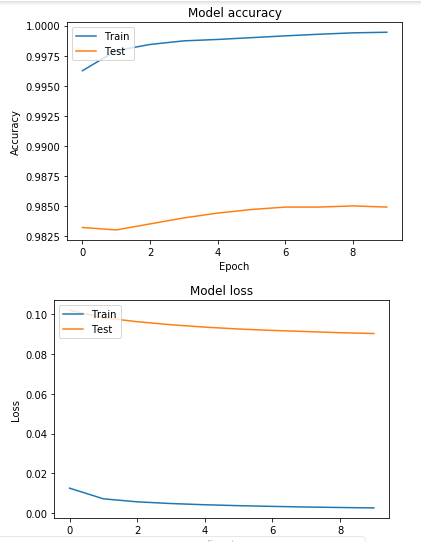 Model accuracy
1.0000
0.9975
0.9950
0.9925
0.9900
0.9875
0.9850
0.9825
Accuracy
Train
Test
0 2 4 6 8
Epoch
Model loss
0.10
0.08
0.06
0.04
0.02
0.00
Loss
Train
Test
0 2 4 6 8